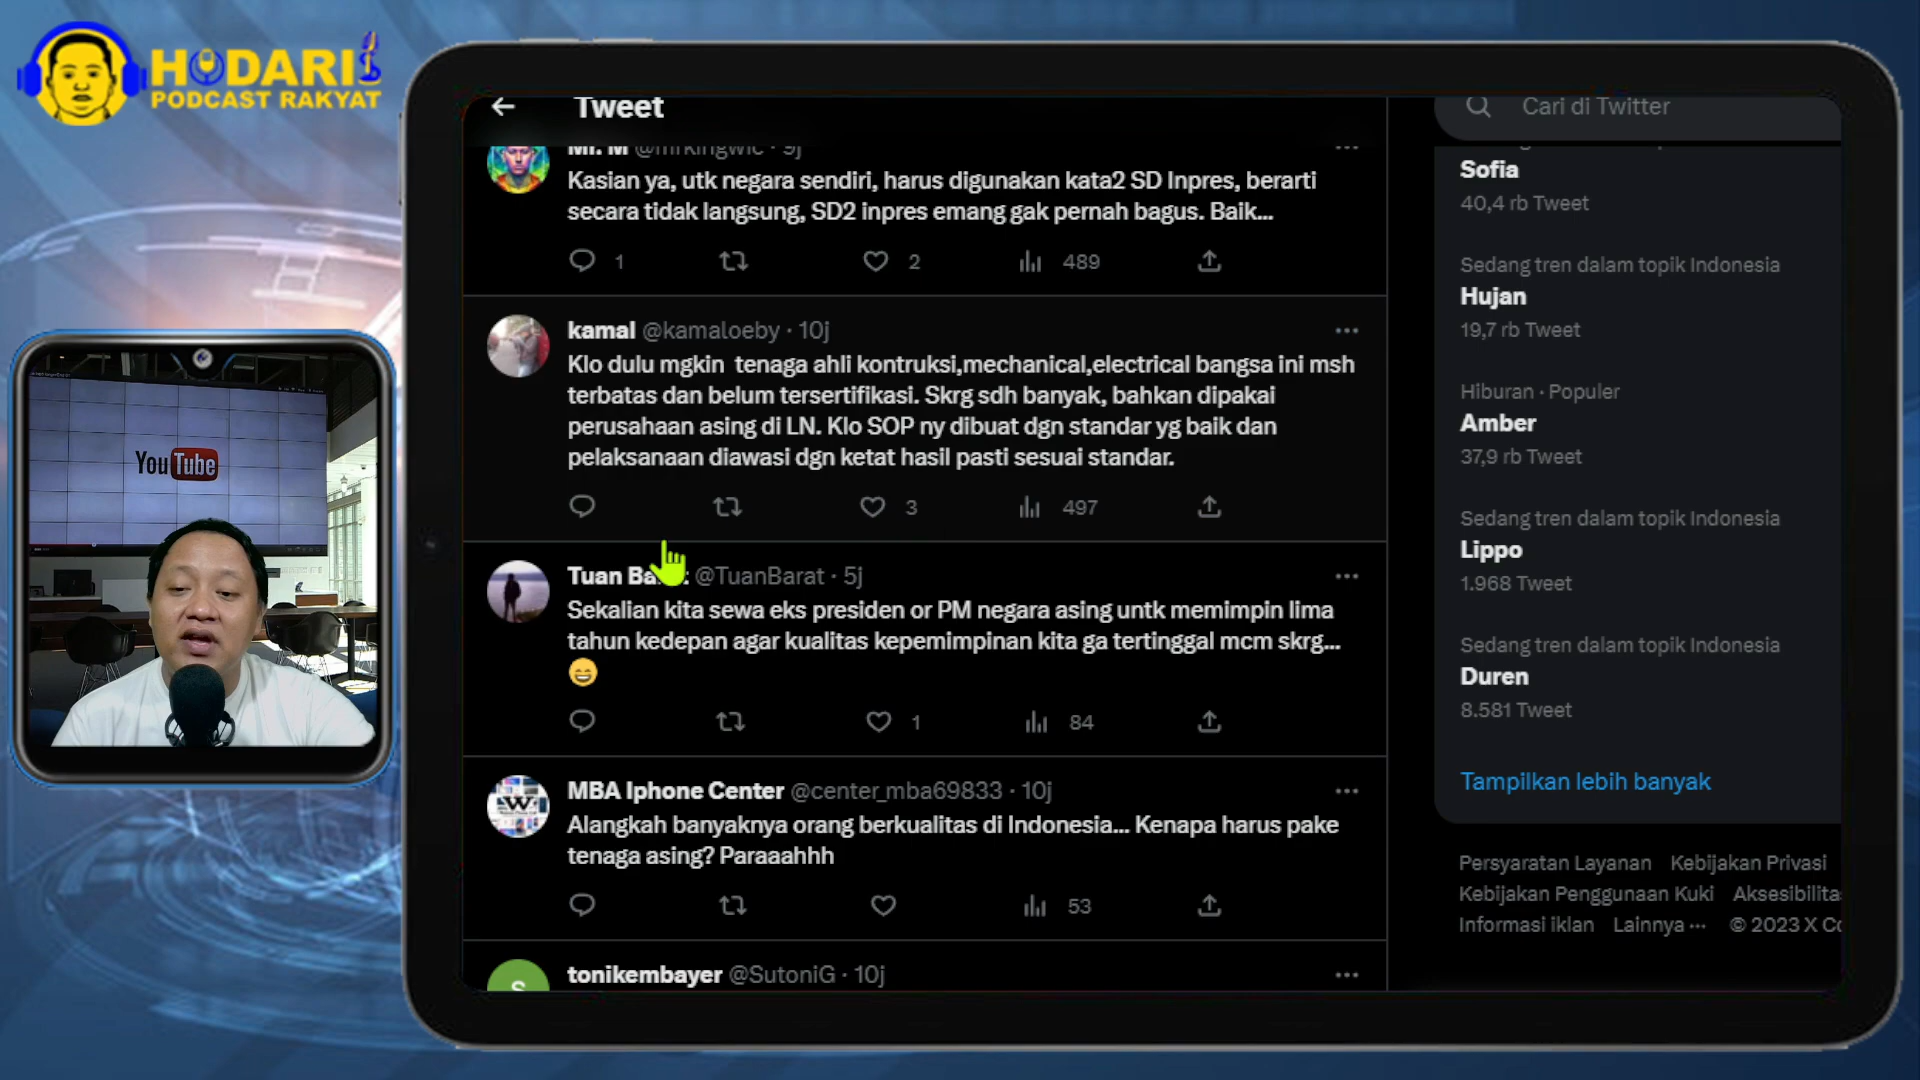 HODARI
PODCAST RAKYAT
YouTube
Tweet
Mr. M @mrkingwic · 9j
Kasian ya, utk negara sendiri, harus digunakan kata2 SD Inpres, berarti
secara tidak langsung, SD2 inpres emang gak pernah bagus. Baik...
1
2
489
kamal @kamaloeby · 10j
Klo dulu mgkin tenaga ahli kontruksi,mechanical,electrical bangsa ini msh
terbatas dan belum tersertifikasi. Skrg sdh banyak, bahkan dipakai
perusahaan asing di LN. Klo SOP ny dibuat dgn standar yg baik dan
pelaksanaan diawasi dgn ketat hasil pasti sesuai standar.
3
497
Tuan @TuanBarat · 5j
Sekalian kita sewa eks presiden or PM negara asing untk memimpin lima
tahun kedepan agar kualitas kepemimpinan kita ga tertinggal mcm skrg...
😄
1
84
MBA Iphone Center @center_mba69833 · 10j
Alangkah banyaknya orang berkualitas di Indonesia... Kenapa harus pake
tenaga asing? Paraaahhh
53
tonikembayer @SutoniG · 10j
Cari di Twitter
Sofia
40,4 rb Tweet
Sedang tren dalam topik Indonesia
Hujan
19,7 rb Tweet
Hiburan · Populer
Amber
37,9 rb Tweet
Sedang tren dalam topik Indonesia
Lippo
1.968 Tweet
Sedang tren dalam topik Indonesia
Duren
8.581 Tweet
Tampilkan lebih banyak
Persyaratan Layanan Kebijakan Privasi
Kebijakan Penggunaan Kuki Aksesibilita
Informasi iklan Lainnya ··· © 2023 X Co